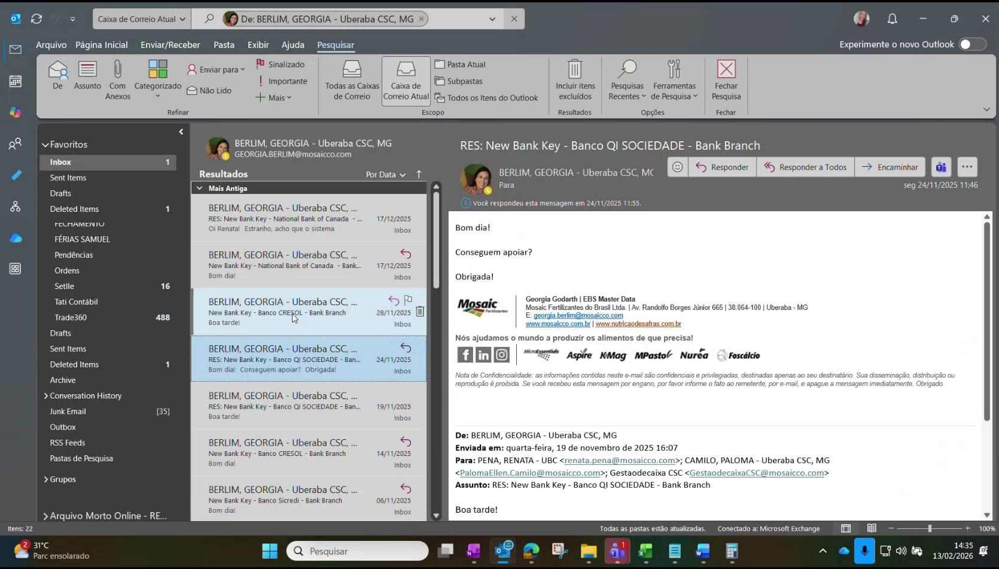 Caixa de Correio Atual
De: BERLIM, GEORGIA - Uberaba CSC, MG
Arquivo Página Inicial Enviar/Receber Pasta Exibir Ajuda Pesquisar
Experimente o novo Outlook
De
Assunto
Com Anexos
Categorizado
Enviar para
Não Lido
Sinalizado
Importante
Mais
Refinar
Todas as Caixas de Correio
Caixa de Correio Atual
Pasta Atual
Subpastas
Todos os Itens do Outlook
Escopo
Incluir itens excluídos
Resultados
Pesquisas Recentes
Ferramentas de Pesquisa
Opções
Fechar Pesquisa
Fechar
Favoritos
Inbox 1
Sent Items
Drafts
Deleted Items 1
FECHAMENTO
FÉRIAS SAMUEL
Pendências
Ordens
Setlle 16
Tati Contábil
Trade360 488
Drafts
Sent Items
Deleted Items 1
Archive
Conversation History
Junk Email [35]
Outbox
RSS Feeds
Pastas de Pesquisa
Grupos
Arquivo Morto Online - RE...
BERLIM, GEORGIA - Uberaba CSC, MG
GEORGIA.BERLIM@mosaicco.com
Resultados Por Data
Mais Antiga
BERLIM, GEORGIA - Uberaba CSC, ...
RES: New Bank Key - National Bank of Canada - ... 17/12/2025
Oi Renata! Estranho, acho que o sistema Inbox
BERLIM, GEORGIA - Uberaba CSC, ...
New Bank Key - National Bank of Canada - Bank... 17/12/2025
Bom dia! Inbox
BERLIM, GEORGIA - Uberaba CSC, ...
New Bank Key - Banco CRESOL - Bank Branch 28/11/2025
Boa tarde! Inbox
BERLIM, GEORGIA - Uberaba CSC, ...
RES: New Bank Key - Banco QI SOCIEDADE - Ban... 24/11/2025
Bom dia! Conseguem apoiar? Obrigada! Inbox
BERLIM, GEORGIA - Uberaba CSC, ...
RES: New Bank Key - Banco QI SOCIEDADE - Ban... 19/11/2025
Boa tarde! Inbox
BERLIM, GEORGIA - Uberaba CSC, ...
New Bank Key - Banco CRESOL - Bank Branch 14/11/2025
Bom dia! Inbox
BERLIM, GEORGIA - Uberaba CSC, ...
New Bank Key - Banco Sicredi - Bank Branch 06/11/2025
Bom dia! Inbox
RES: New Bank Key - Banco QI SOCIEDADE - Bank Branch
BERLIM, GEORGIA - Uberaba CSC, MC
Para
Responder Responder a Todos Encaminhar
seg 24/11/2025 11:46
Você respondeu esta mensagem em 24/11/2025 11:55.
Bom dia!
Conseguem apoiar?
Obrigada!
Mosaic
Fertilizantes
Georgia Godarth | EBS Master Data
Mosaic Fertilizantes do Brasil Ltda. | Av. Randolfo Borges Júnior 665 | 38.064-100 | Uberaba - MG
E: georgia.berlim@mosaicco.com
www.mosaicco.com.br | www.nutricaodesafras.com.br
Nós ajudamos o mundo a produzir os alimentos de que precisa!
MicroEssentials Aspire K-Mag MPasto Nurêa Foscálcio
Nota de Confidencialidade: as informações contidas neste e-mail são confidenciais e privilegiadas, destinadas apenas ao seu destinatário. Sua disseminação, distribuição ou
reprodução é proibida. Se você recebeu esta mensagem por engano, por favor informe o fato ao remetente, por e-mail, e apague a mensagem imediatamente. Obrigado.
De: BERLIM, GEORGIA - Uberaba CSC, MG
Enviada em: quarta-feira, 19 de novembro de 2025 16:07
Para: PENA, RENATA - UBC <renata.pena@mosaicco.com>; CAMILO, PALOMA - Uberaba CSC, MG
<PalomaEllen.Camilo@mosaicco.com>; Gestaodecaixa CSC <GestaodecaixaCSC@mosaicco.com>
Assunto: RES: New Bank Key - Banco QI SOCIEDADE - Bank Branch
Boa tarde!
Itens: 22
Todas as pastas estão atualizadas. Conectado a: Microsoft Exchange
100%
2
31°C
Parc ensolarado
Pesquisar
1
14:35
13/02/2026